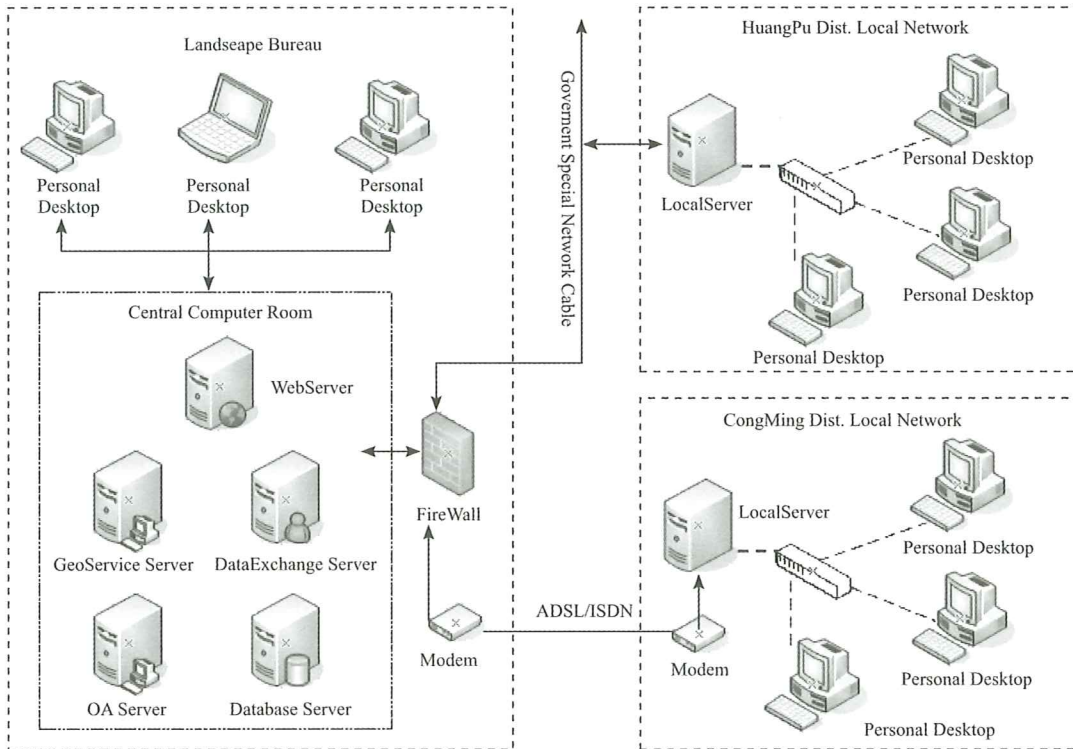 Landseape Bureau
Personal
Desktop
Personal
Desktop
Personal
Desktop
Central Computer Room
WebServer
GeoService Server
DataExchange Server
OA Server
Database Server
FireWall
Modem
Goverment Special Network Cable
ADSL/ISDN
HuangPu Dist. Local Network
LocalServer
Personal Desktop
Personal Desktop
Personal Desktop
CongMing Dist. Local Network
LocalServer
Modem
Personal Desktop
Personal Desktop
Personal Desktop